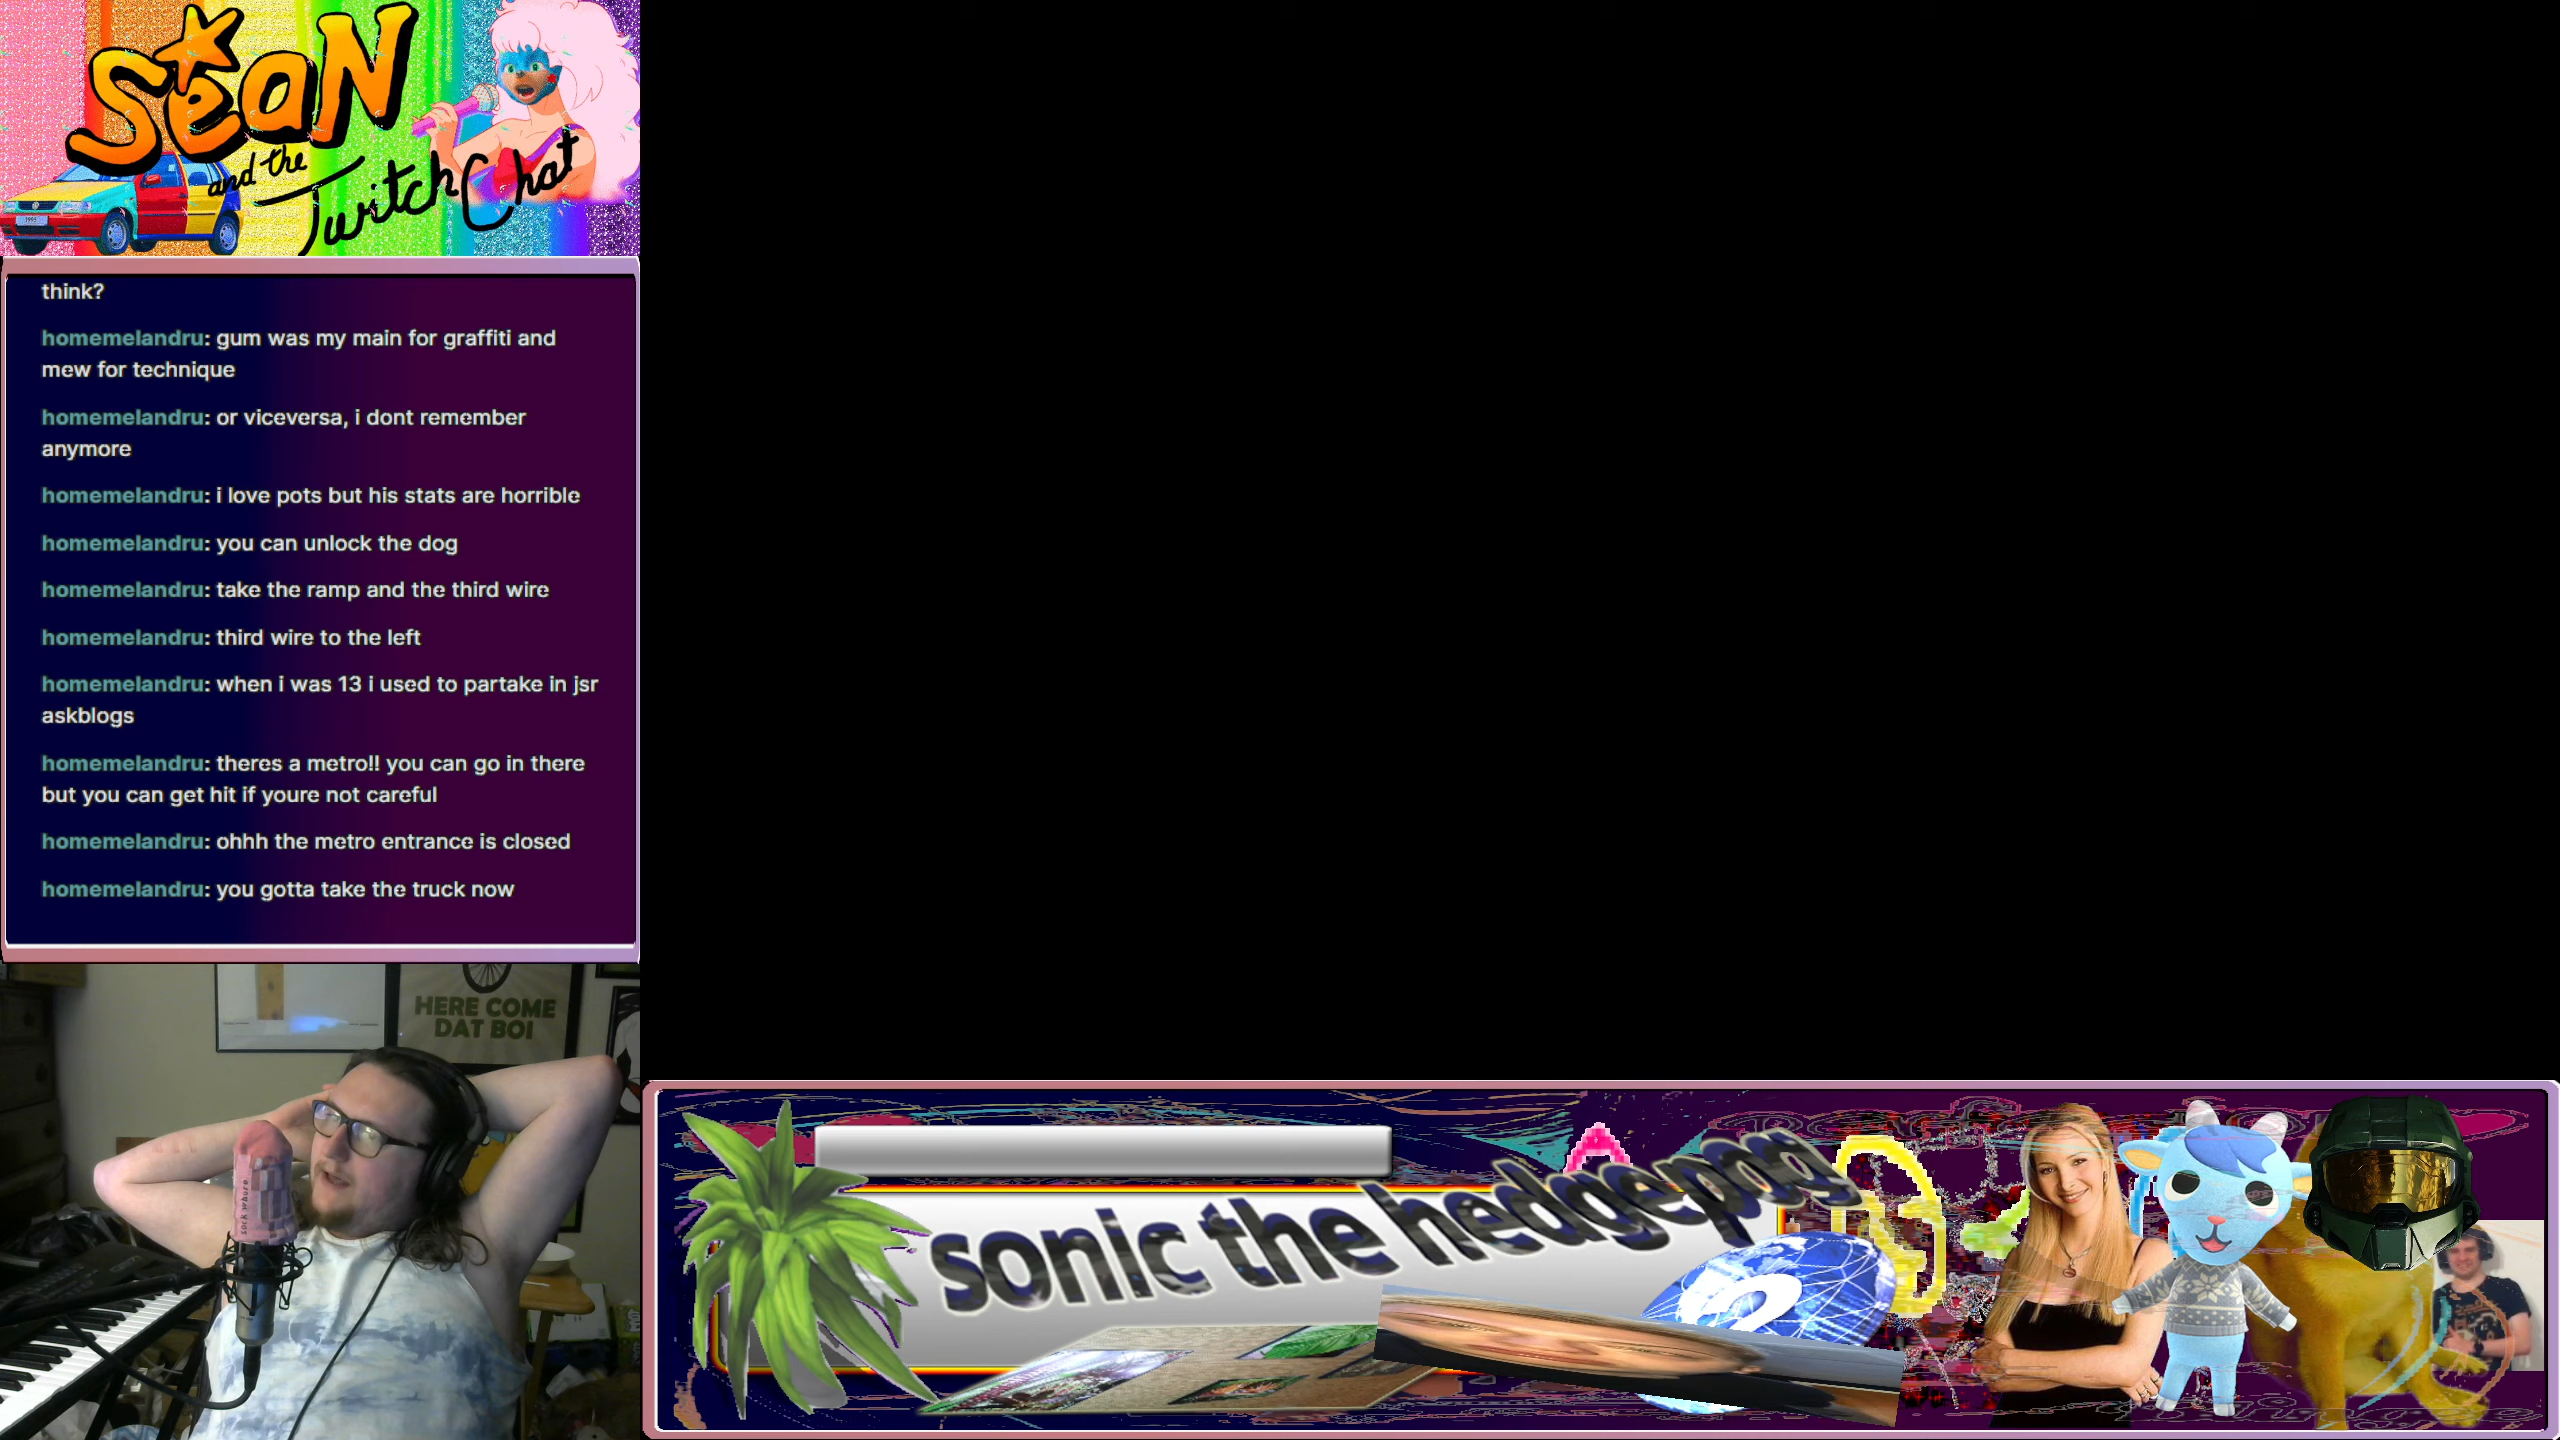 Sean
and the
Twitch Chat
think?
homemelandru: gum was my main for graffiti and
mew for technique
homemelandru: or viceversa, i dont remember
anymore
homemelandru: i love pots but his stats are horrible
homemelandru: you can unlock the dog
homemelandru: take the ramp and the third wire
homemelandru: third wire to the left
homemelandru: when i was 13 i used to partake in jsr
askblogs
homemelandru: theres a metro!! you can go in there
but you can get hit if youre not careful
homemelandru: ohhh the metro entrance is closed
homemelandru: you gotta take the truck now
HERE COME
DAT BOI
sock whore
sonic the hedgepog